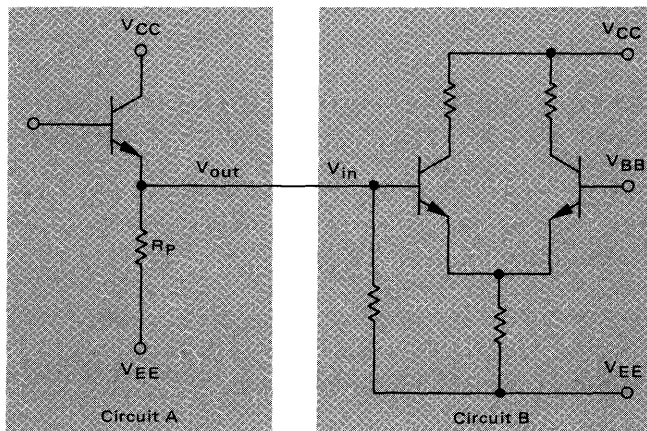 VCC
Vout
RP
VEE
Circuit A
VCC
Vin
VBB
VEE
Circuit B